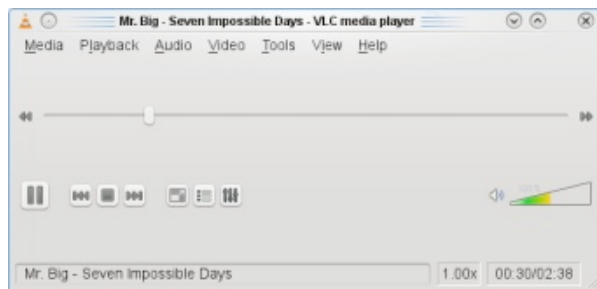 Mr. Big - Seven Impossible Days - VLC media player
Media Playback Audio Video Tools View Help
Mr. Big - Seven Impossible Days 1.00x 00:30/02:38